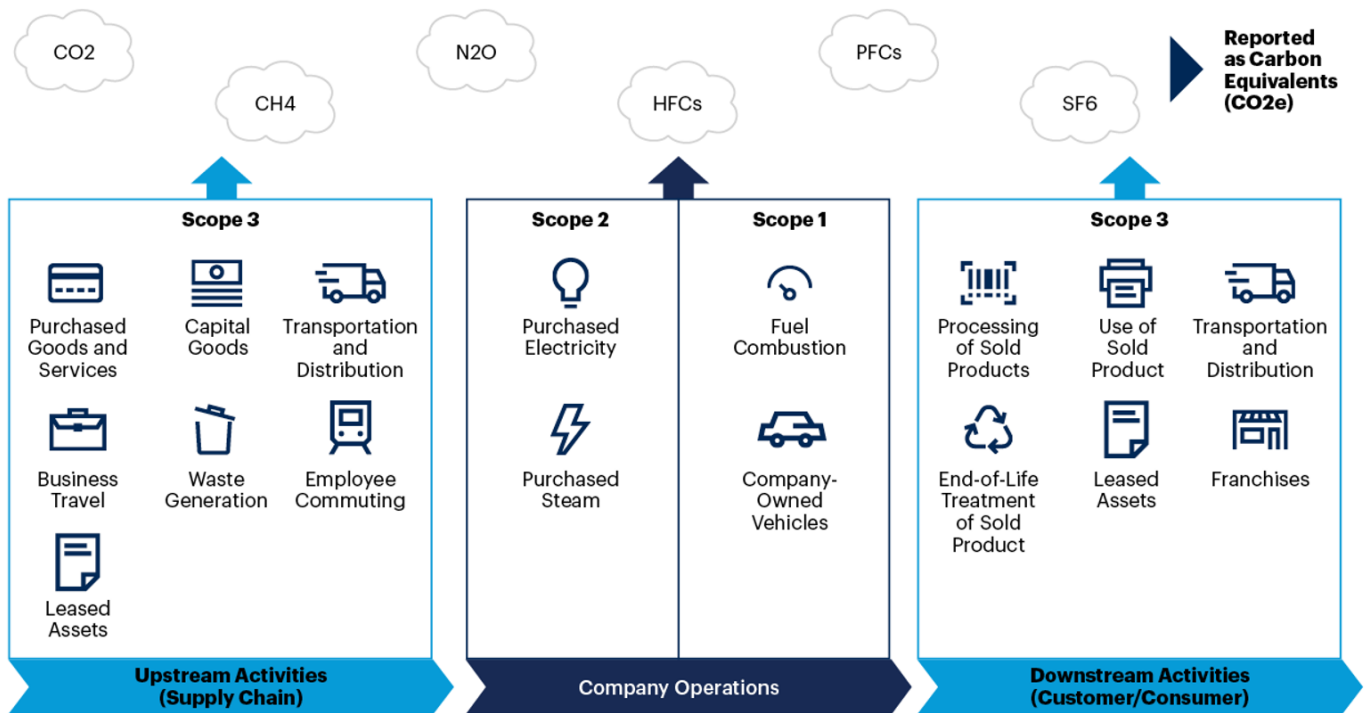 CO2
N2O
PFCs
Reported
as Carbon
Equivalents
(CO2e)
CH4
HFCs
SF6
Scope 3
Purchased
Goods and
Services
Capital
Goods
Transportation
and
Distribution
Business
Travel
Waste
Generation
Employee
Commuting
Leased
Assets
Upstream Activities
(Supply Chain)
Scope 2
Purchased
Electricity
Purchased
Steam
Scope 1
Fuel
Combustion
Company-
Owned
Vehicles
Company Operations
Scope 3
Processing
of Sold
Products
Use of
Sold
Product
Transportation
and
Distribution
End-of-Life
Treatment
of Sold
Product
Leased
Assets
Franchises
Downstream Activities
(Customer/Consumer)